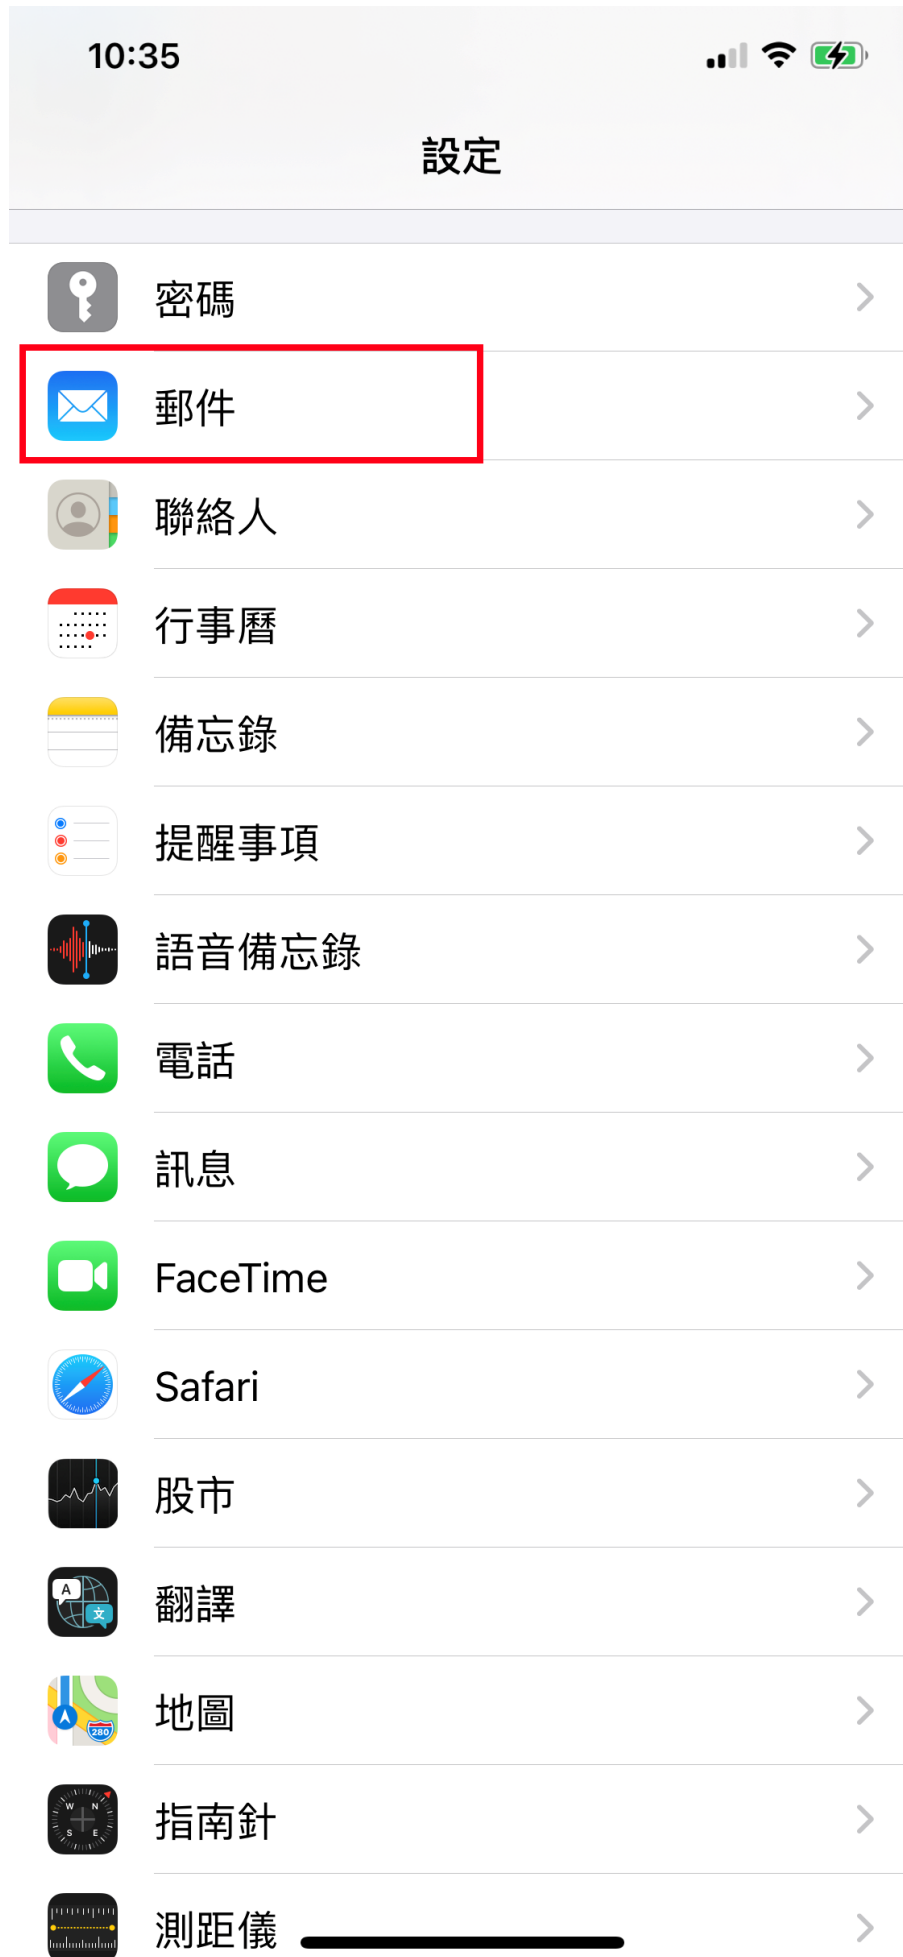 10:35
設定
密碼
郵件
聯絡人
行事曆
備忘錄
提醒事項
語音備忘錄
電話
訊息
FaceTime
Safari
股市
A
文
翻譯
280
地圖
W N
S E
指南針
測距儀